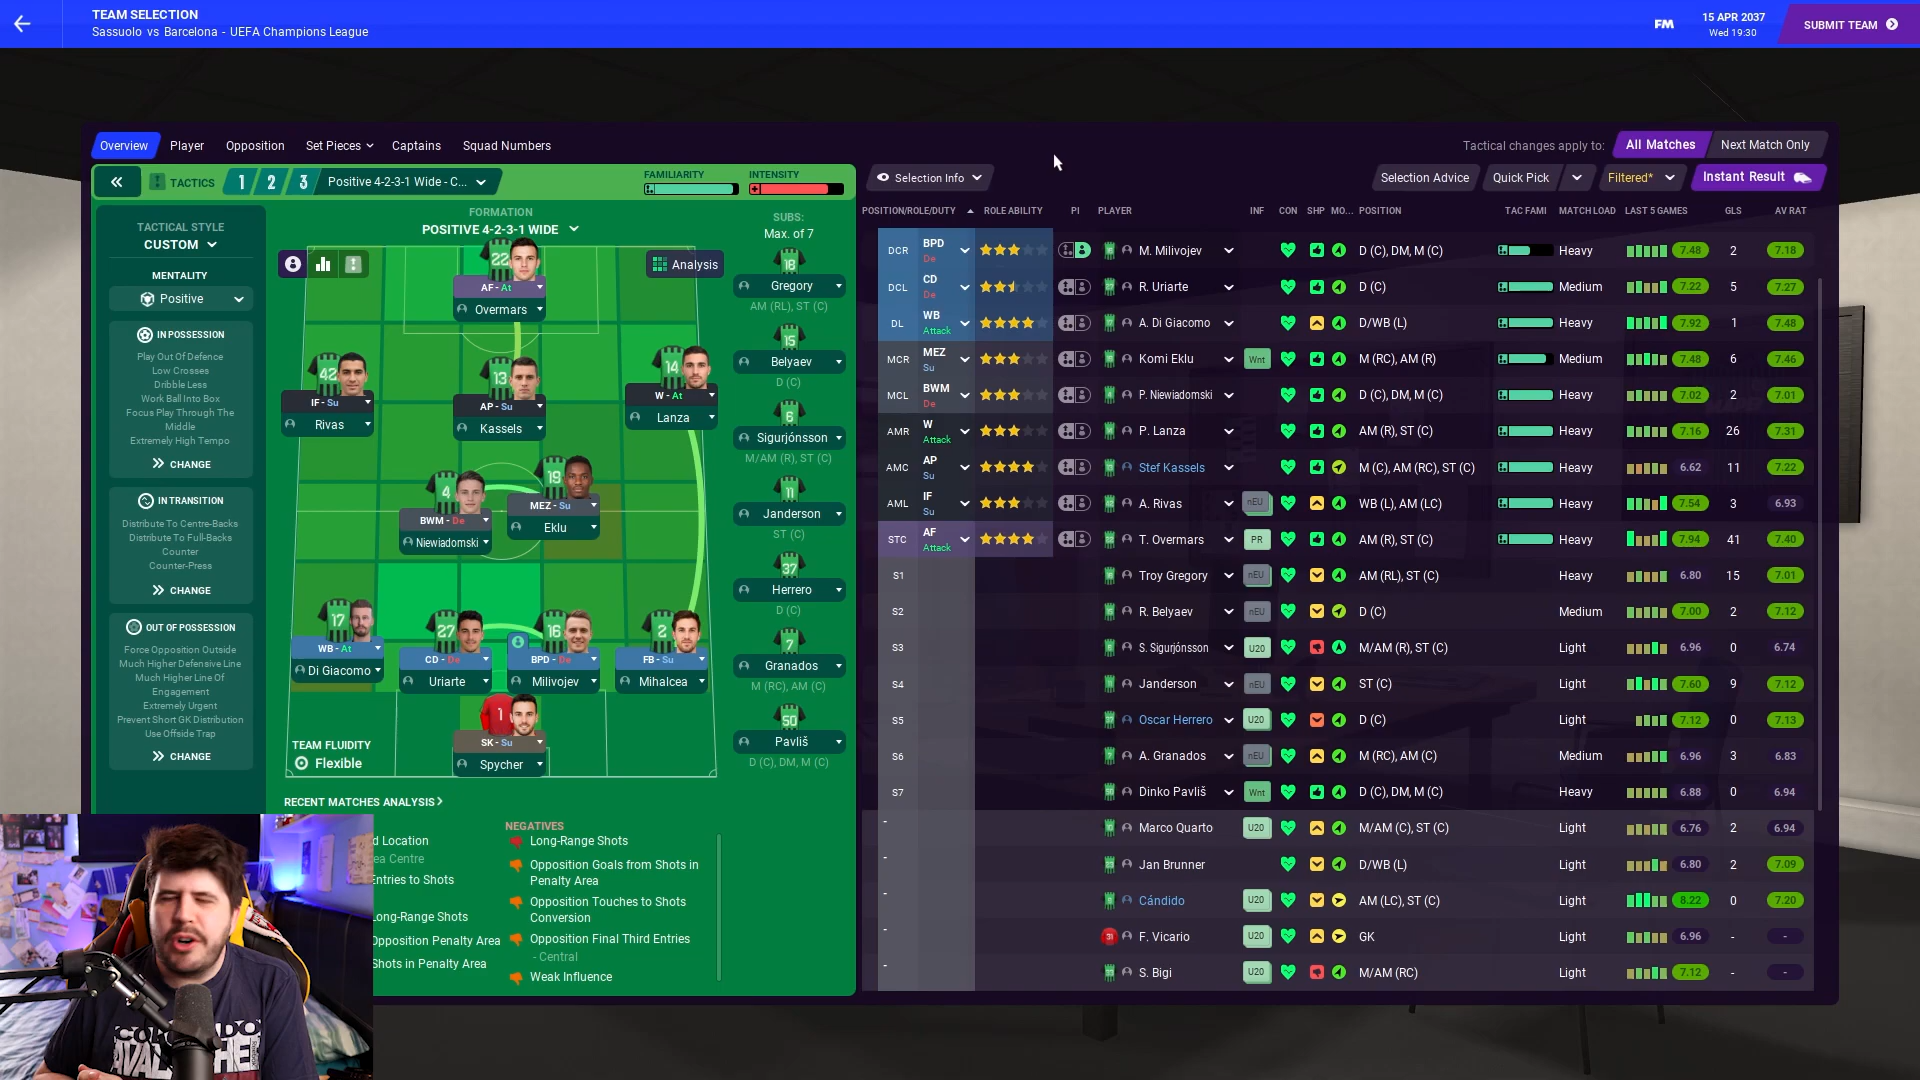 TEAM SELECTION
Sassuolo vs Barcelona - UEFA Champions League
FM
15 APR 2037
Wed 19:30
SUBMIT TEAM
Overview Player Opposition Set Pieces Captains Squad Numbers
Tactical changes apply to: All Matches Next Match Only
TACTICS 1 2 3 Positive 4-2-3-1 Wide - C...
FAMILIARITY INTENSITY
Selection Info
Selection Advice Quick Pick Filtered* Instant Result
TACTICAL STYLE
CUSTOM
MENTALITY
Positive
IN POSSESSION
Play Out Of Defence
Low Crosses
Dribble Less
Work Ball Into Box
Focus Play Through The
Middle
Extremely High Tempo
CHANGE
IN TRANSITION
Distribute To Centre-Backs
Distribute To Full-Backs
Counter
Counter-Press
CHANGE
OUT OF POSSESSION
Force Opposition Outside
Much Higher Defensive Line
Much Higher Line Of
Engagement
Extremely Urgent
Prevent Short GK Distribution
Use Offside Trap
CHANGE
FORMATION
POSITIVE 4-2-3-1 WIDE
Analysis
22
AF - At
Overmars
42
IF - Su
Rivas
13
AP - Su
Kassels
14
W - At
Lanza
4
BWM - De
Niewiadomski
19
MEZ - Su
Eklu
17
WB - At
Di Giacomo
27
CD - De
Uriarte
16
BPD - De
Milivojev
2
FB - Su
Mihalcea
1
SK - Su
Spycher
TEAM FLUIDITY
Flexible
SUBS:
Max. of 7
18
Gregory
AM (RL), ST (C)
15
Belyaev
D (C)
6
Sigurjónsson
M/AM (R), ST (C)
11
Janderson
ST (C)
37
Herrero
D (C)
7
Granados
M (RC), AM (C)
50
Pavliš
D (C), DM, M (C)
RECENT MATCHES ANALYSIS
d Location
ea Centre
Entries to Shots
Long-Range Shots
Opposition Penalty Area
Shots in Penalty Area
NEGATIVES
Long-Range Shots
Opposition Goals from Shots in
Penalty Area
Opposition Touches to Shots
Conversion
Opposition Final Third Entries
- Central
Weak Influence
POSITION/ROLE/DUTY ROLE ABILITY PI PLAYER INF CON SHP MO... POSITION TAC FAMI MATCH LOAD LAST 5 GAMES GLS AV RAT
DCR BPD De M. Milivojev D (C), DM, M (C) Heavy 7.48 2 7.18
DCL CD De R. Uriarte D (C) Medium 7.22 5 7.27
DL WB Attack A. Di Giacomo D/WB (L) Heavy 7.92 1 7.48
MCR MEZ Su Komi Eklu Wnt M (RC), AM (R) Medium 7.48 6 7.46
MCL BWM De P. Niewiadomski D (C), DM, M (C) Heavy 7.02 2 7.01
AMR W Attack P. Lanza AM (R), ST (C) Heavy 7.16 26 7.31
AMC AP Su Stef Kassels M (C), AM (RC), ST (C) Heavy 6.62 11 7.22
AML IF Su A. Rivas nEU WB (L), AM (LC) Heavy 7.54 3 6.93
STC AF Attack T. Overmars PR AM (R), ST (C) Heavy 7.94 41 7.40
S1 Troy Gregory nEU AM (RL), ST (C) Heavy 6.80 15 7.01
S2 R. Belyaev nEU D (C) Medium 7.00 2 7.12
S3 S. Sigurjónsson U20 M/AM (R), ST (C) Light 6.96 0 6.74
S4 Janderson nEU ST (C) Light 7.60 9 7.12
S5 Oscar Herrero U20 D (C) Light 7.12 0 7.13
S6 A. Granados nEU M (RC), AM (C) Medium 6.96 3 6.83
S7 Dinko Pavliš Wnt D (C), DM, M (C) Heavy 6.88 0 6.94
- Marco Quarto U20 M/AM (C), ST (C) Light 6.76 2 6.94
- Jan Brunner D/WB (L) Light 6.80 2 7.09
- Cándido U20 AM (LC), ST (C) Light 8.22 0 7.20
- 31 F. Vicario U20 GK Light 6.96 - -
- S. Bigi U20 M/AM (RC) Light 7.12 - -